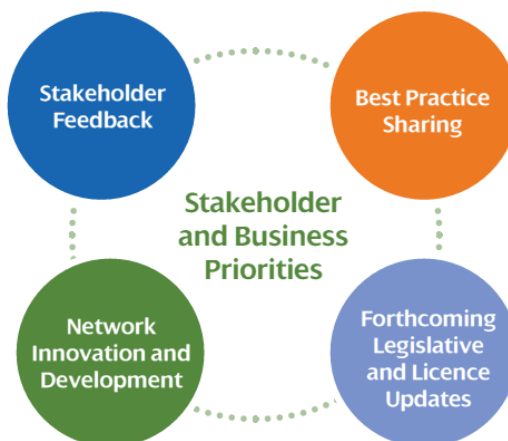 Stakeholder
Feedback
Best Practice
Sharing
Stakeholder
and Business
Priorities
Network
Innovation and
Development
Forthcoming
Legislative
and Licence
Updates